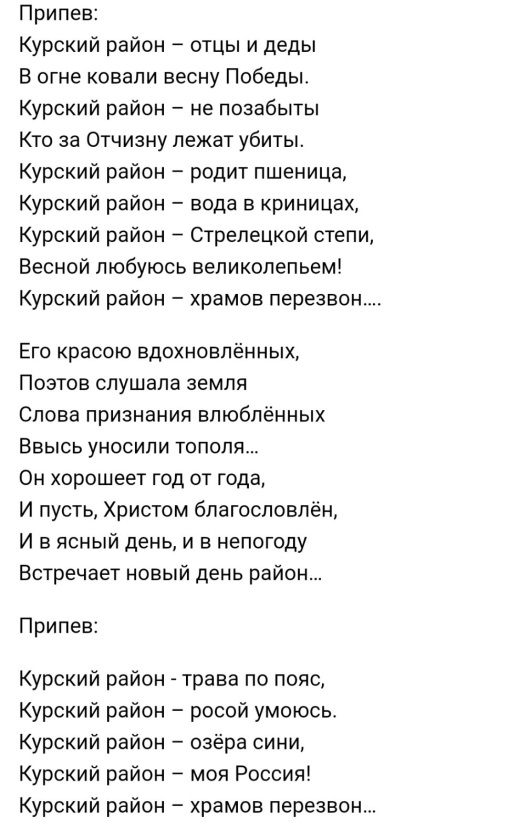 Припев:
Курский район – отцы и деды
В огне ковали весну Победы.
Курский район – не позабыты
Кто за Отчизну лежат убиты.
Курский район – родит пшеница,
Курский район – вода в криницах,
Курский район – Стрелецкой степи,
Весной любуюсь великолепьем!
Курский район – храмов перезвон....
Его красою вдохновлённых,
Поэтов слушала земля
Слова признания влюблённых
Ввысь уносили тополя...
Он хорошеет год от года,
И пусть, Христом благословлён,
И в ясный день, и в непогоду
Встречает новый день район...
Припев:
Курский район - трава по пояс,
Курский район – росой умоюсь.
Курский район – озёра сини,
Курский район – моя Россия!
Курский район – храмов перезвон...